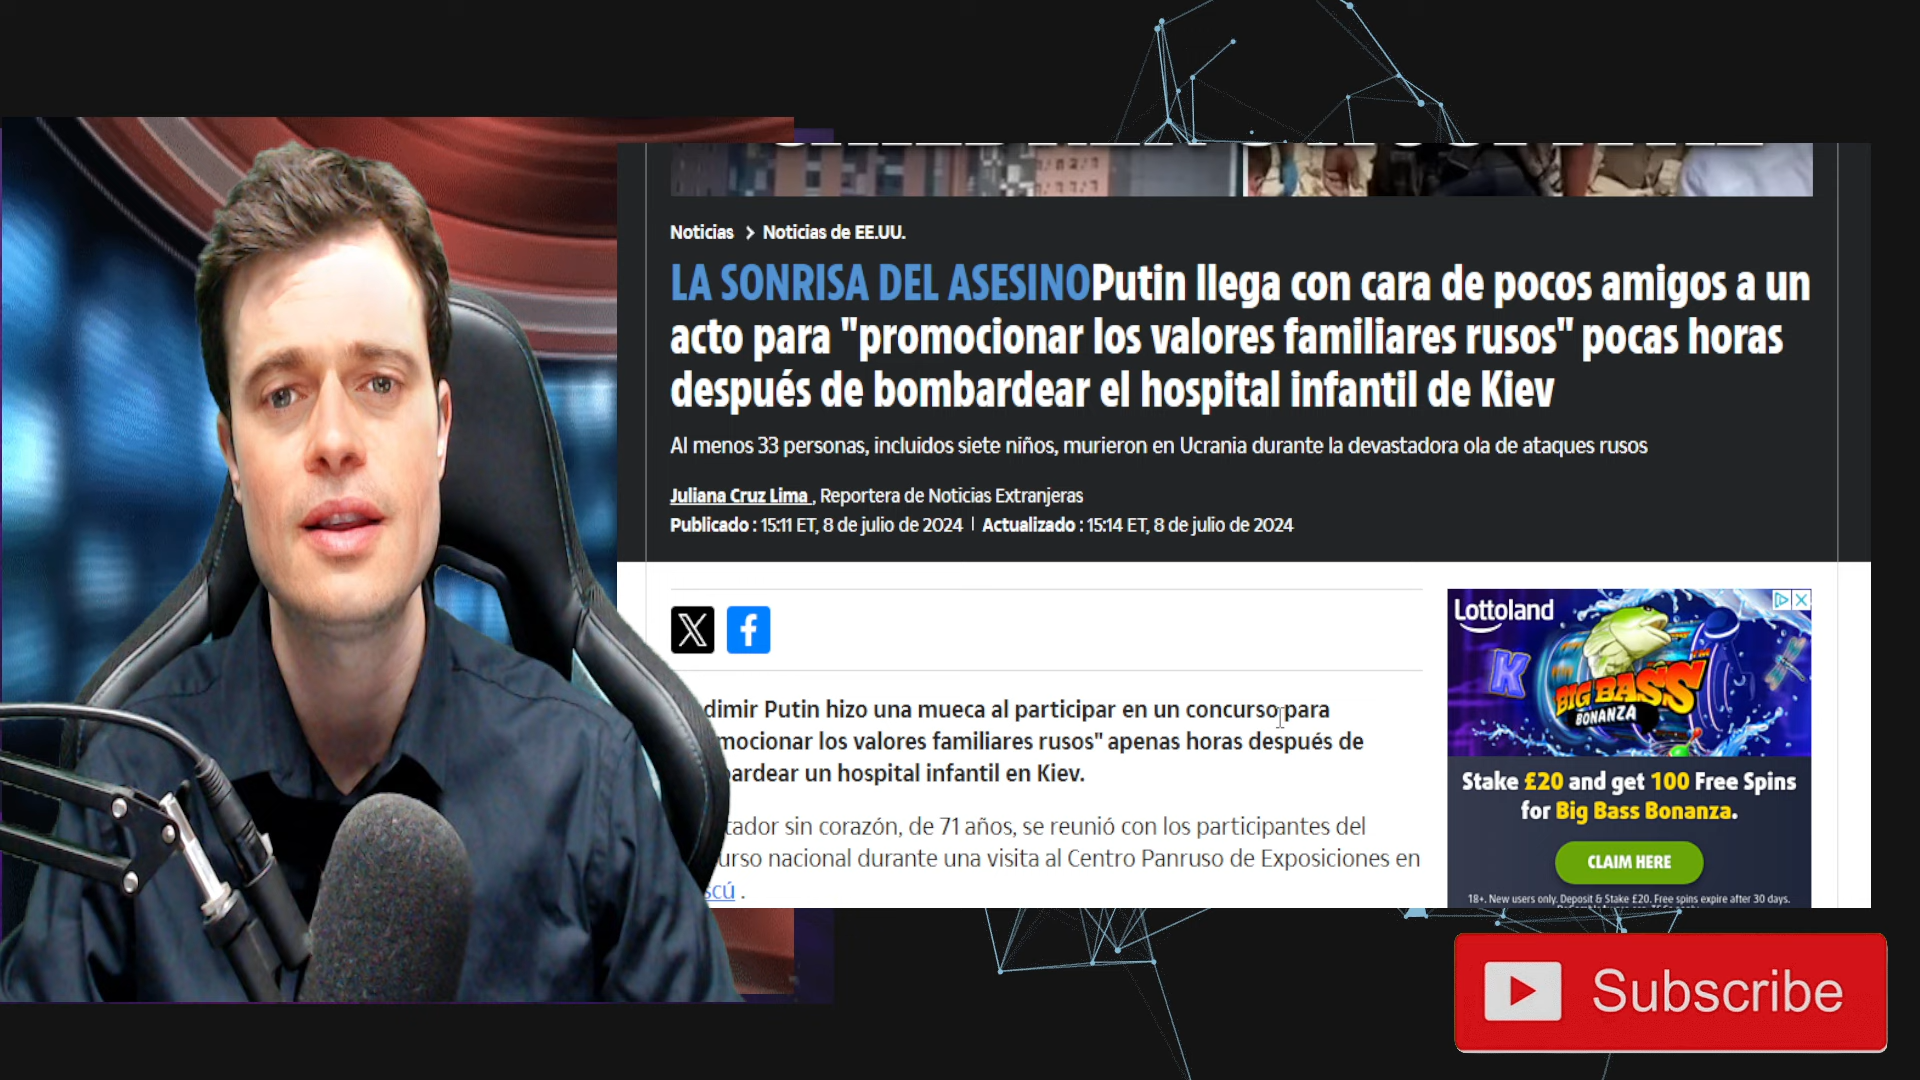 Noticias > Noticias de EE.UU.
LA SONRISA DEL ASESINOPutin llega con cara de pocos amigos a un
acto para "promocionar los valores familiares rusos" pocas horas
después de bombardear el hospital infantil de Kiev
Al menos 33 personas, incluidos siete niños, murieron en Ucrania durante la devastadora ola de ataques rusos
Juliana Cruz Lima , Reportera de Noticias Extranjeras
Publicado : 15:11 ET, 8 de julio de 2024 | Actualizado : 15:14 ET, 8 de julio de 2024
dimir Putin hizo una mueca al participar en un concurso para
mocionar los valores familiares rusos" apenas horas después de
ardear un hospital infantil en Kiev.
tador sin corazón, de 71 años, se reunió con los participantes del
urso nacional durante una visita al Centro Panruso de Exposiciones en
scú .
Lottoland
K
BIG BASS
BONANZA
Stake £20 and get 100 Free Spins
for Big Bass Bonanza.
CLAIM HERE
18+. New users only. Deposit & Stake £20. Free spins expire after 30 days.
Subscribe